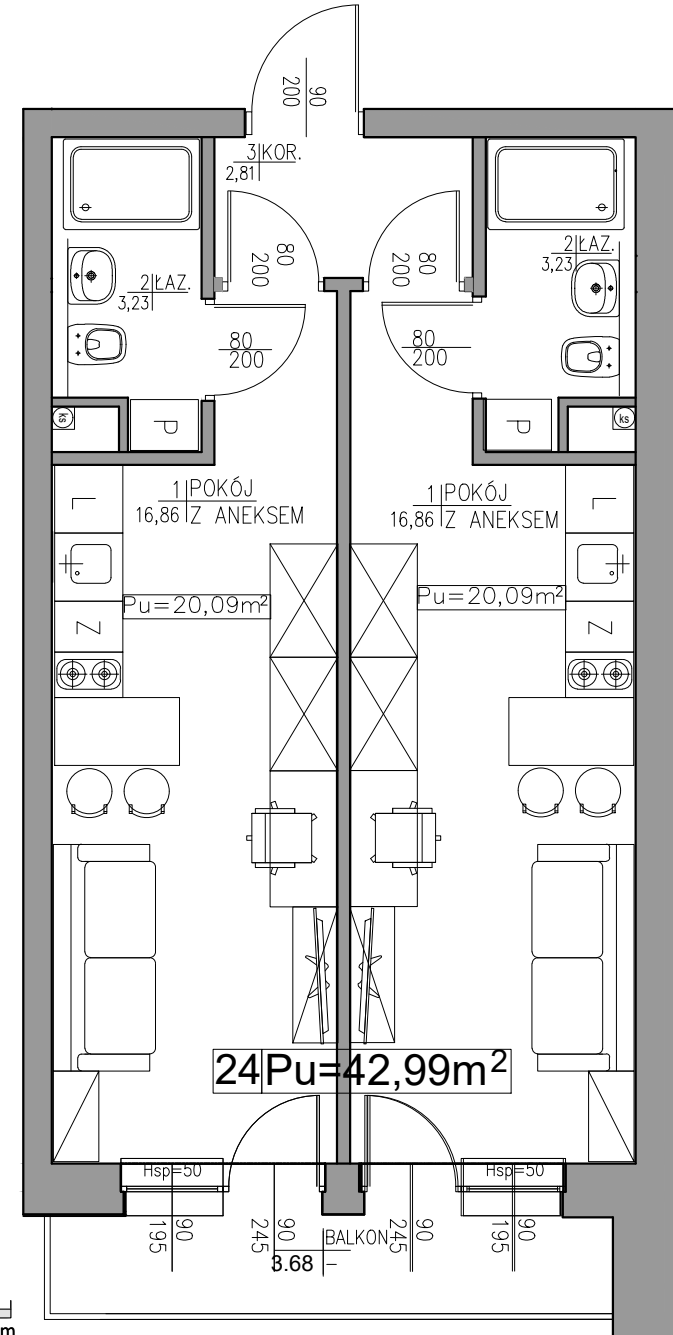 90
200
3 KOR.
2,81
80
200
80
200
2 ŁAZ.
3,23
2 ŁAZ.
3,23
80
200
80
200
ks
P
P
ks
1 POKÓJ
16,86 Z ANEKSEM
1 POKÓJ
16,86 Z ANEKSEM
L
L
Pu=20,09m²
Pu=20,09m²
Z
Z
24 Pu=42,99m²
Hsp=50
Hsp=50
90
195
90
245
BALKON
3.68 –
90
245
90
195
m